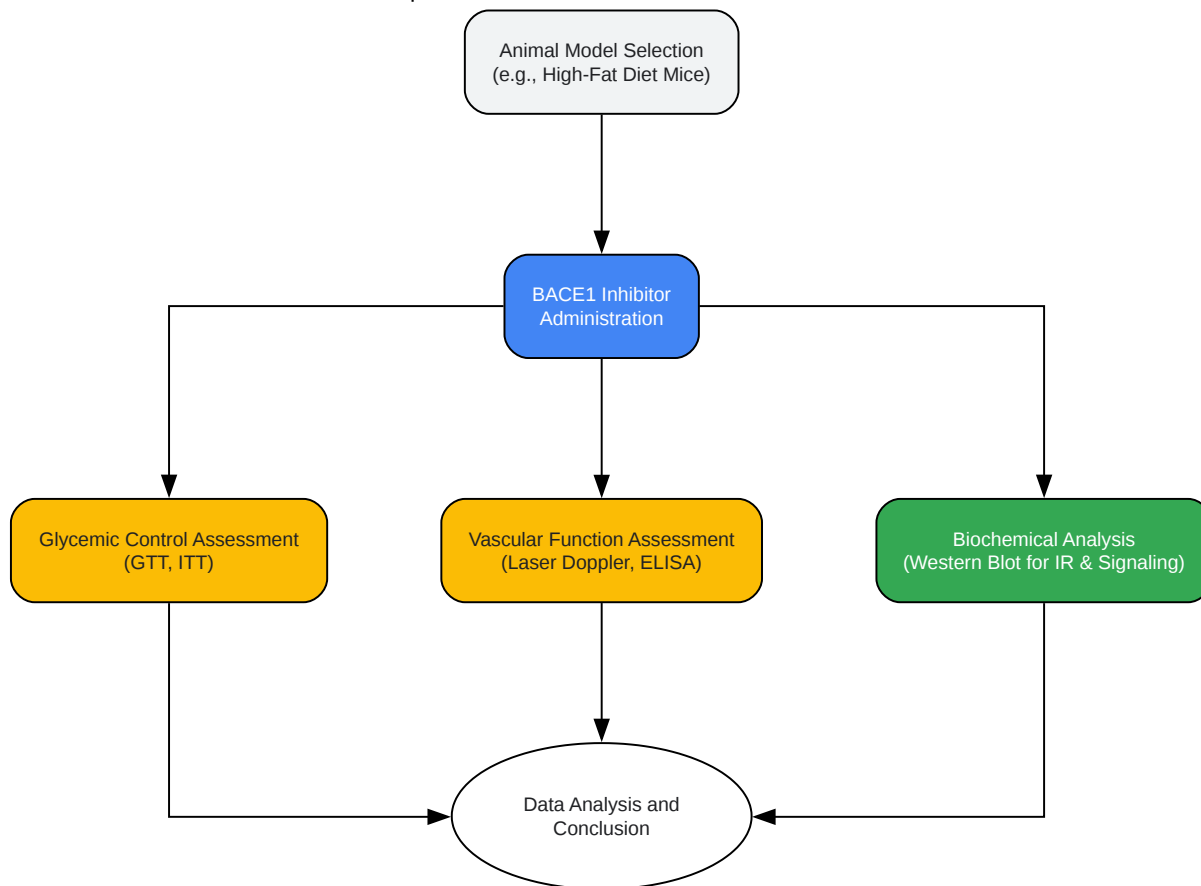 Animal Model Selection
(e.g., High-Fat Diet Mice)
BACE1 Inhibitor
Administration
Glycemic Control Assessment
(GTT, ITT)
Vascular Function Assessment
(Laser Doppler, ELISA)
Biochemical Analysis
(Western Blot for IR & Signaling)
Data Analysis and
Conclusion